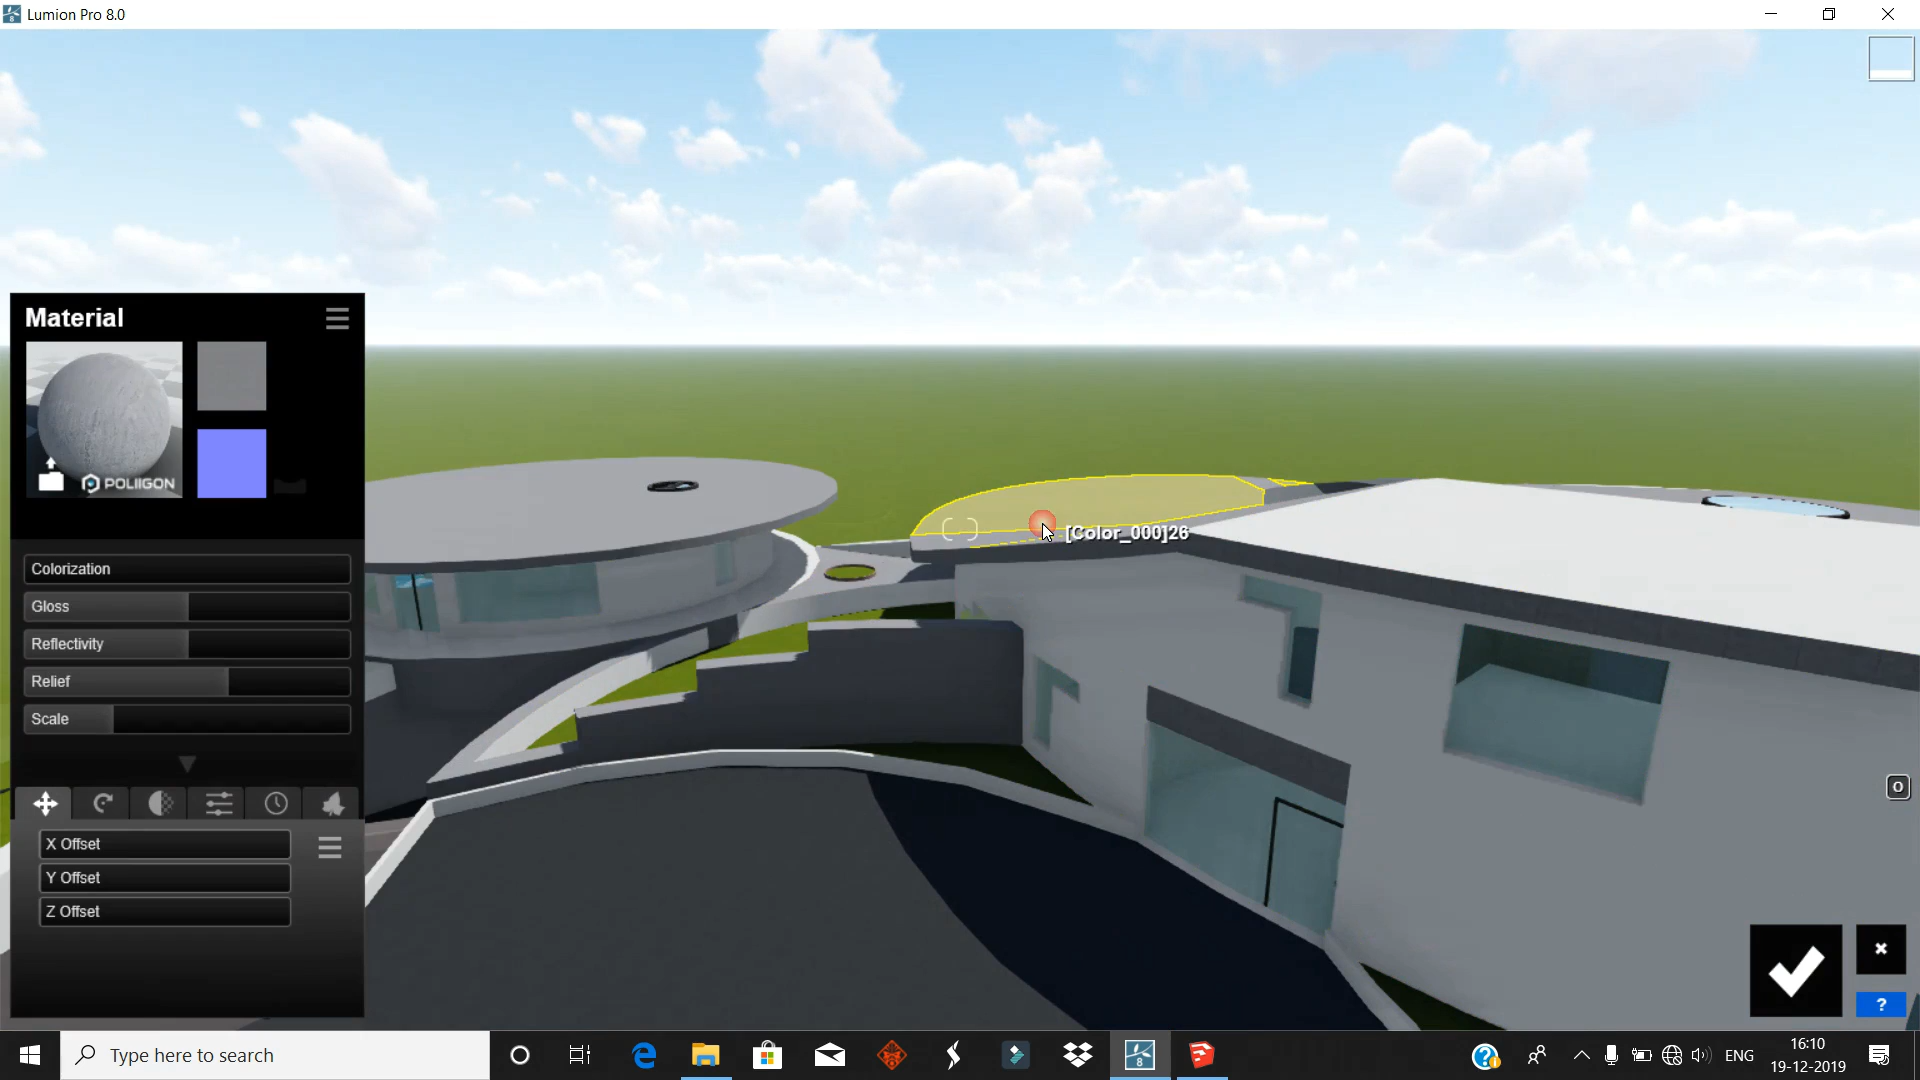 Lumion Pro 8.0
Material
POLIIGON
Colorization
Gloss
Reflectivity
Relief
Scale
X Offset
Y Offset
Z Offset
[Color_000]26
O
?
Type here to search
8
ENG
16:10
19-12-2019